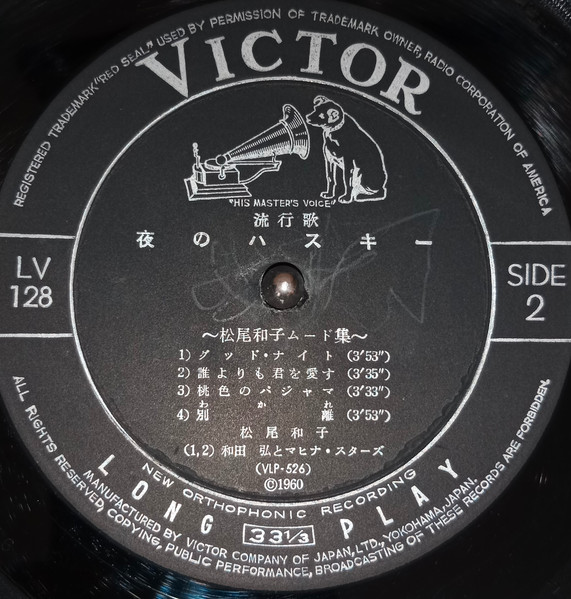 REGISTERED TRADEMARK "RED SEAL" USED BY PERMISSION OF TRADEMARK OWNER, RADIO CORPORATION OF AMERICA
VICTOR
"HIS MASTER'S VOICE"
流行歌
夜のハスキー
LV
128
SIDE
2
～松尾和子ムード集～
1) グッド・ナイト (3′53″)
2) 誰よりも君を愛す (3′35″)
3) 桃色のパジャマ (3′33″)
わかれ
4) 別離 (3′53″)
松尾和子
(1,2) 和田 弘とマヒナ・スターズ
(VLP-526)
Ⓒ1960
NEW ORTHOPHONIC RECORDING
LONG 33 1/3 PLAY
MANUFACTURED BY VICTOR COMPANY OF JAPAN, LTD., YOKOHAMA, JAPAN.
ALL RIGHTS RESERVED, COPYING, PUBLIC PERFORMANCE, BROADCASTING OF THESE RECORDS ARE FORBIDDEN.